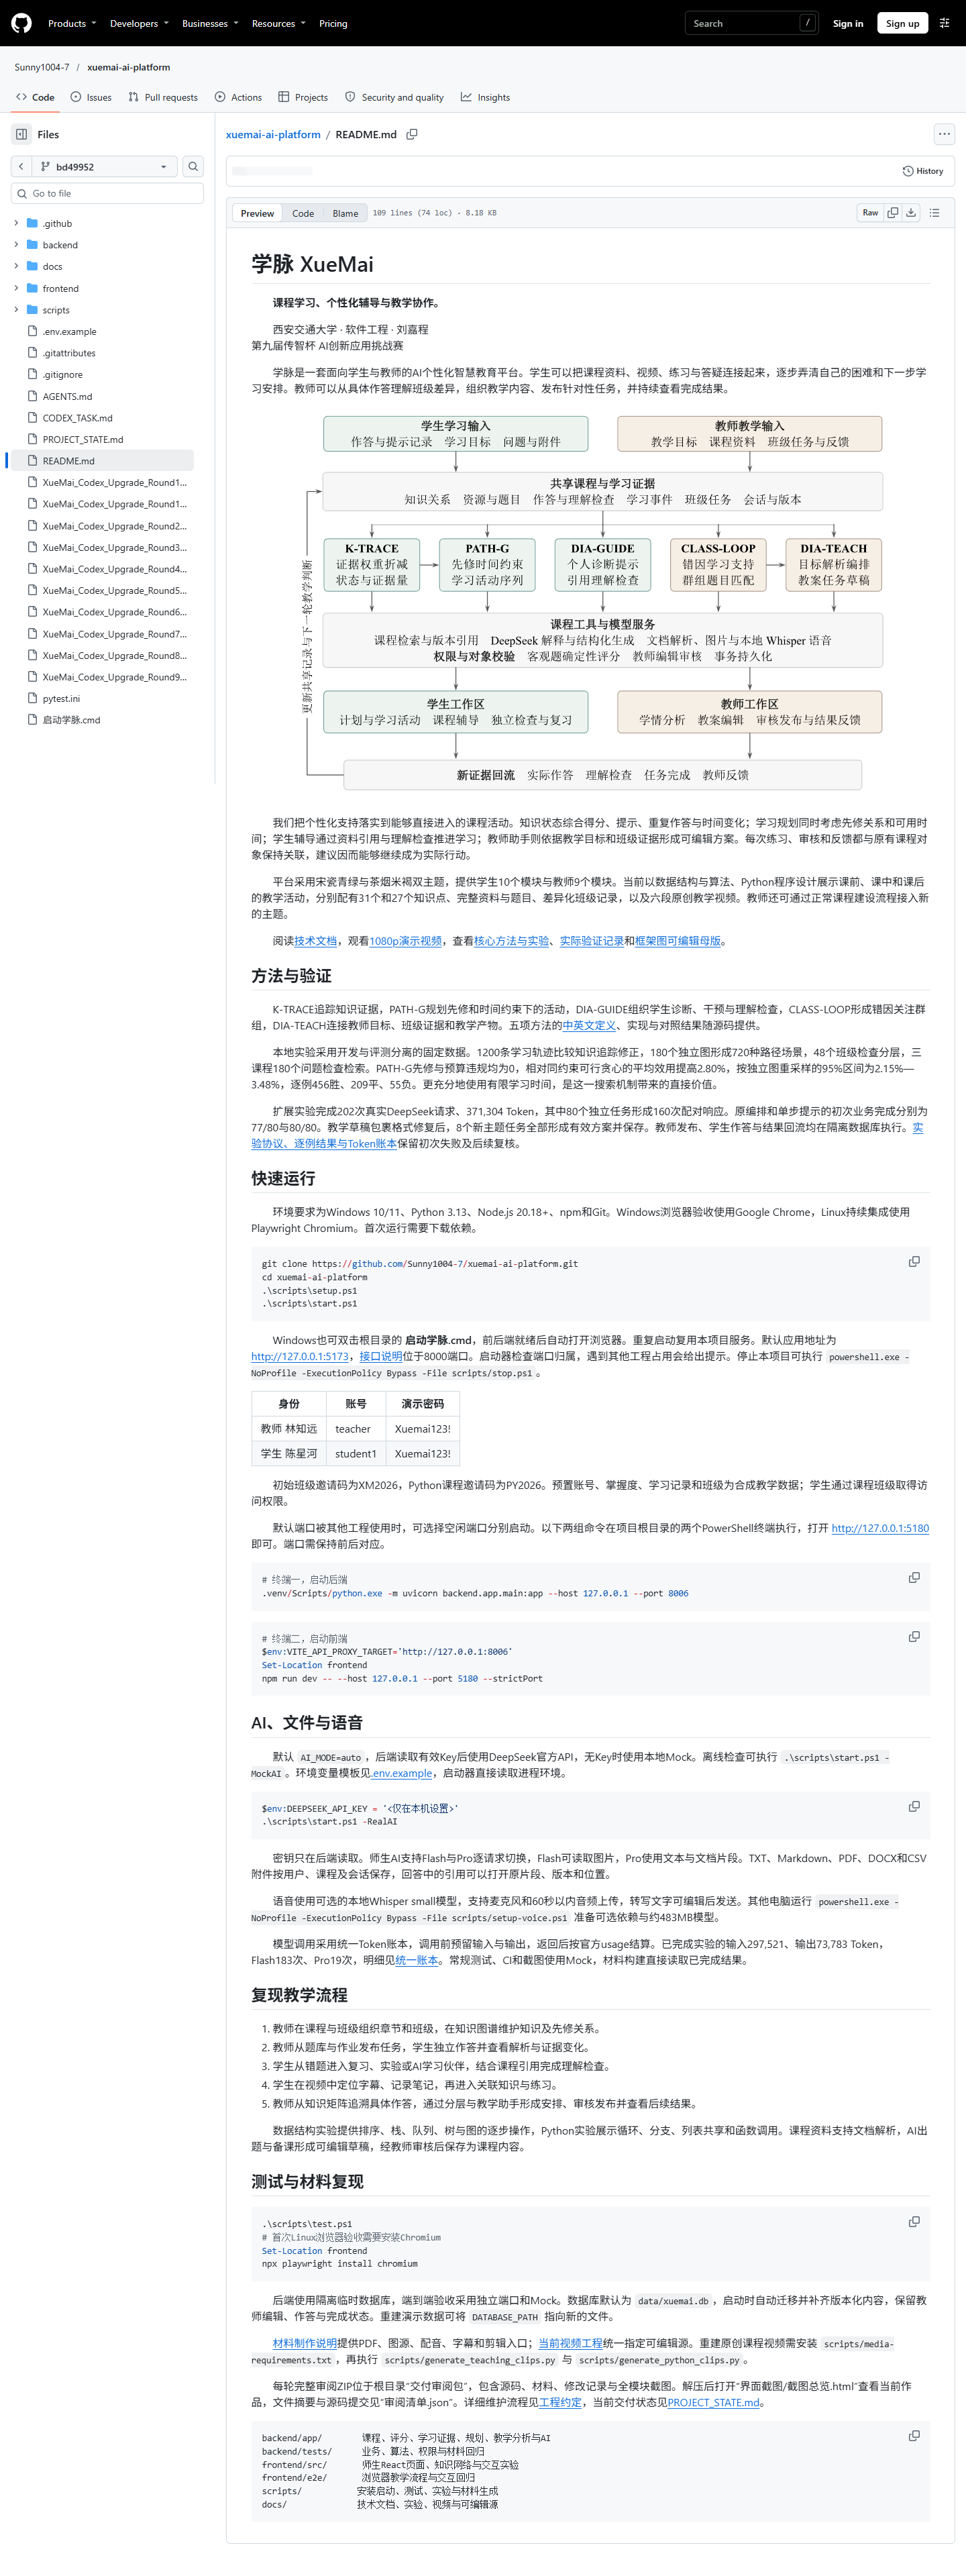 Products
Developers
Businesses
Resources
Pricing
Search
/
Sign in
Sign up
Sunny1004-7 / xuemai-ai-platform
Code
Issues
Pull requests
Actions
Projects
Security and quality
Insights
Files
bd49952
Go to file
.github
backend
docs
frontend
scripts
.env.example
.gitattributes
.gitignore
AGENTS.md
CODEX_TASK.md
PROJECT_STATE.md
README.md
XueMai_Codex_Upgrade_Round1...
XueMai_Codex_Upgrade_Round1...
XueMai_Codex_Upgrade_Round2...
XueMai_Codex_Upgrade_Round3...
XueMai_Codex_Upgrade_Round4...
XueMai_Codex_Upgrade_Round5...
XueMai_Codex_Upgrade_Round6...
XueMai_Codex_Upgrade_Round7...
XueMai_Codex_Upgrade_Round8...
XueMai_Codex_Upgrade_Round9...
pytest.ini
启动学脉.cmd
xuemai-ai-platform / README.md
History
Preview
Code
Blame
109 lines (74 loc) · 8.18 KB
Raw
学脉 XueMai
课程学习、个性化辅导与教学协作。
西安交通大学 · 软件工程 · 刘嘉程
第九届传智杯 AI创新应用挑战赛
学脉是一套面向学生与教师的AI个性化智慧教育平台。学生可以把课程资料、视频、练习与答疑连接起来，逐步弄清自己的困难和下一步学
习安排。教师可以从具体作答理解班级差异，组织教学内容、发布针对性任务，并持续查看完成结果。
学生学习输入
作答与提示记录 学习目标 问题与附件
教师教学输入
教学目标 课程资料 班级任务与反馈
共享课程与学习证据
知识关系 资源与题目 作答与理解检查 学习事件 班级任务 会话与版本
K-TRACE
证据权重折减
状态与证据量
PATH-G
先修时间约束
学习活动序列
DIA-GUIDE
个人诊断提示
引用理解检查
CLASS-LOOP
错因学习支持
群组题目匹配
DIA-TEACH
目标解析编排
教案任务草稿
更新共享记录与下一轮教学判断
课程工具与模型服务
课程检索与版本引用 DeepSeek 解释与结构化生成 文档解析、图片与本地 Whisper 语音
权限与对象校验 客观题确定性评分 教师编辑审核 事务持久化
学生工作区
计划与学习活动 课程辅导 独立检查与复习
教师工作区
学情分析 教案编辑 审核发布与结果反馈
新证据回流 实际作答 理解检查 任务完成 教师反馈
我们把个性化支持落实到能够直接进入的课程活动。知识状态综合得分、提示、重复作答与时间变化；学习规划同时考虑先修关系和可用时
间；学生辅导通过资料引用与理解检查推进学习；教师助手则依据教学目标和班级证据形成可编辑方案。每次练习、审核和反馈都与原有课程对
象保持关联，建议因而能够继续成为实际行动。
平台采用宋瓷青绿与茶烟米褐双主题，提供学生10个模块与教师9个模块。当前以数据结构与算法、Python程序设计展示课前、课中和课后
的教学活动，分别配有31个和27个知识点、完整资料与题目、差异化班级记录，以及六段原创教学视频。教师还可通过正常课程建设流程接入新
的主题。
阅读技术文档，观看1080p演示视频，查看核心方法与实验、实际验证记录和框架图可编辑母版。
方法与验证
K-TRACE追踪知识证据，PATH-G规划先修和时间约束下的活动，DIA-GUIDE组织学生诊断、干预与理解检查，CLASS-LOOP形成错因关注群
组，DIA-TEACH连接教师目标、班级证据和教学产物。五项方法的中英文定义、实现与对照结果随源码提供。
本地实验采用开发与评测分离的固定数据。1200条学习轨迹比较知识追踪修正，180个独立图形成720种路径场景，48个班级检查分层，三
课程180个问题检查检索。PATH-G先修与预算违规均为0，相对同约束可行贪心的平均效用提高2.80%，按独立图重采样的95%区间为2.15%—
3.48%，逐例456胜、209平、55负。更充分地使用有限学习时间，是这一搜索机制带来的直接价值。
扩展实验完成202次真实DeepSeek请求、371,304 Token，其中80个独立任务形成160次配对响应。原编排和单步提示的初次业务完成分别为
77/80与80/80。教学草稿包裹格式修复后，8个新主题任务全部形成有效方案并保存。教师发布、学生作答与结果回流均在隔离数据库执行。实
验协议、逐例结果与Token账本保留初次失败及后续复核。
快速运行
环境要求为Windows 10/11、Python 3.13、Node.js 20.18+、npm和Git。Windows浏览器验收使用Google Chrome，Linux持续集成使用
Playwright Chromium。首次运行需要下载依赖。
git clone https://github.com/Sunny1004-7/xuemai-ai-platform.git
cd xuemai-ai-platform
.\scripts\setup.ps1
.\scripts\start.ps1
Windows也可双击根目录的 启动学脉.cmd，前后端就绪后自动打开浏览器。重复启动复用本项目服务。默认应用地址为
http://127.0.0.1:5173，接口说明位于8000端口。启动器检查端口归属，遇到其他工程占用会给出提示。停止本项目可执行 powershell.exe -
NoProfile -ExecutionPolicy Bypass -File scripts/stop.ps1 。
身份 账号 演示密码
教师 林知远 teacher Xuemai123!
学生 陈星河 student1 Xuemai123!
初始班级邀请码为XM2026，Python课程邀请码为PY2026。预置账号、掌握度、学习记录和班级为合成教学数据；学生通过课程班级取得访
问权限。
默认端口被其他工程使用时，可选择空闲端口分别启动。以下两组命令在项目根目录的两个PowerShell终端执行，打开 http://127.0.0.1:5180
即可。端口需保持前后对应。
# 终端一，启动后端
.venv/Scripts/python.exe -m uvicorn backend.app.main:app --host 127.0.0.1 --port 8006
# 终端二，启动前端
$env:VITE_API_PROXY_TARGET='http://127.0.0.1:8006'
Set-Location frontend
npm run dev -- --host 127.0.0.1 --port 5180 --strictPort
AI、文件与语音
默认 AI_MODE=auto ，后端读取有效Key后使用DeepSeek官方API，无Key时使用本地Mock。离线检查可执行 .\scripts\start.ps1 -
MockAI 。环境变量模板见.env.example，启动器直接读取进程环境。
$env:DEEPSEEK_API_KEY = '<仅在本机设置>'
.\scripts\start.ps1 -RealAI
密钥只在后端读取。师生AI支持Flash与Pro逐请求切换，Flash可读取图片，Pro使用文本与文档片段。TXT、Markdown、PDF、DOCX和CSV
附件按用户、课程及会话保存，回答中的引用可以打开原片段、版本和位置。
语音使用可选的本地Whisper small模型，支持麦克风和60秒以内音频上传，转写文字可编辑后发送。其他电脑运行 powershell.exe -
NoProfile -ExecutionPolicy Bypass -File scripts/setup-voice.ps1 准备可选依赖与约483MB模型。
模型调用采用统一Token账本，调用前预留输入与输出，返回后按官方usage结算。已完成实验的输入297,521、输出73,783 Token，
Flash183次、Pro19次，明细见统一账本。常规测试、CI和截图使用Mock，材料构建直接读取已完成结果。
复现教学流程
1. 教师在课程与班级组织章节和班级，在知识图谱维护知识及先修关系。
2. 教师从题库与作业发布任务，学生独立作答并查看解析与证据变化。
3. 学生从错题进入复习、实验或AI学习伙伴，结合课程引用完成理解检查。
4. 学生在视频中定位字幕、记录笔记，再进入关联知识与练习。
5. 教师从知识矩阵追溯具体作答，通过分层与教学助手形成安排、审核发布并查看后续结果。
数据结构实验提供排序、栈、队列、树与图的逐步操作，Python实验展示循环、分支、列表共享和函数调用。课程资料支持文档解析，AI出
题与备课形成可编辑草稿，经教师审核后保存为课程内容。
测试与材料复现
.\scripts\test.ps1
# 首次Linux浏览器验收需要安装Chromium
Set-Location frontend
npx playwright install chromium
后端使用隔离临时数据库，端到端验收采用独立端口和Mock。数据库默认为 data/xuemai.db ，启动时自动迁移并补齐版本化内容，保留教
师编辑、作答与完成状态。重建演示数据可将 DATABASE_PATH 指向新的文件。
材料制作说明提供PDF、图源、配音、字幕和剪辑入口；当前视频工程统一指定可编辑源。重建原创课程视频需安装 scripts/media-
requirements.txt ，再执行 scripts/generate_teaching_clips.py 与 scripts/generate_python_clips.py 。
每轮完整审阅ZIP位于根目录“交付审阅包”，包含源码、材料、修改记录与全模块截图。解压后打开“界面截图/截图总览.html”查看当前作
品，文件摘要与源码提交见“审阅清单.json”。详细维护流程见工程约定，当前交付状态见PROJECT_STATE.md。
backend/app/ 课程、评分、学习证据、规划、教学分析与AI
backend/tests/ 业务、算法、权限与材料回归
frontend/src/ 师生React页面、知识网络与交互实验
frontend/e2e/ 浏览器教学流程与交互回归
scripts/ 安装启动、测试、实验与材料生成
docs/ 技术文档、实验、视频与可编辑源